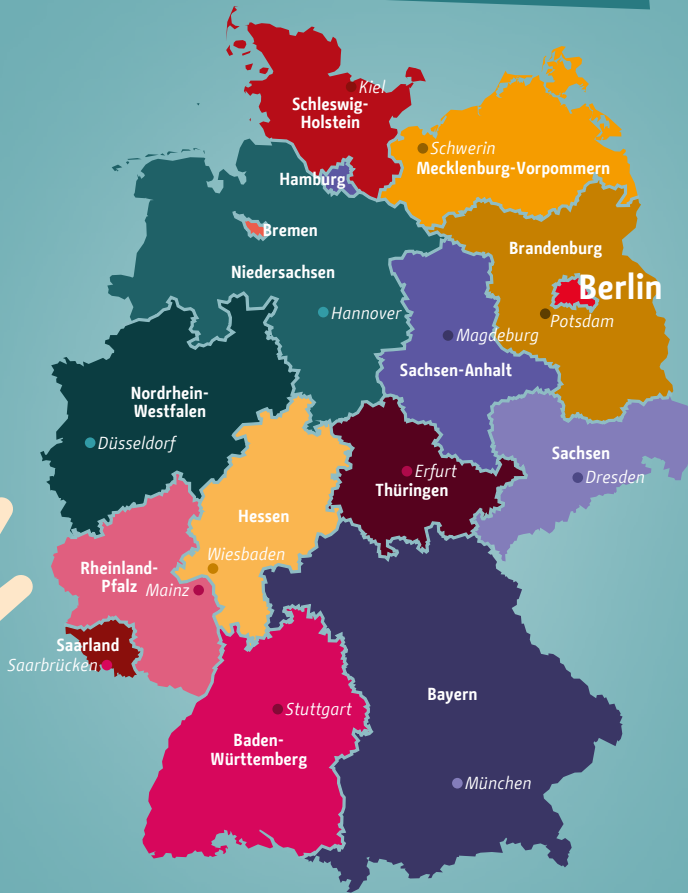 Kiel
Schleswig-
Holstein
Schwerin
Mecklenburg-Vorpommern
Hamburg
Bremen
Brandenburg
Niedersachsen
Berlin
Hannover
Potsdam
Magdeburg
Sachsen-Anhalt
Nordrhein-
Westfalen
Düsseldorf
Sachsen
Erfurt
Dresden
Thüringen
Hessen
Wiesbaden
Rheinland-
Pfalz
Mainz
Saarland
Saarbrücken
Bayern
Stuttgart
Baden-
Württemberg
München